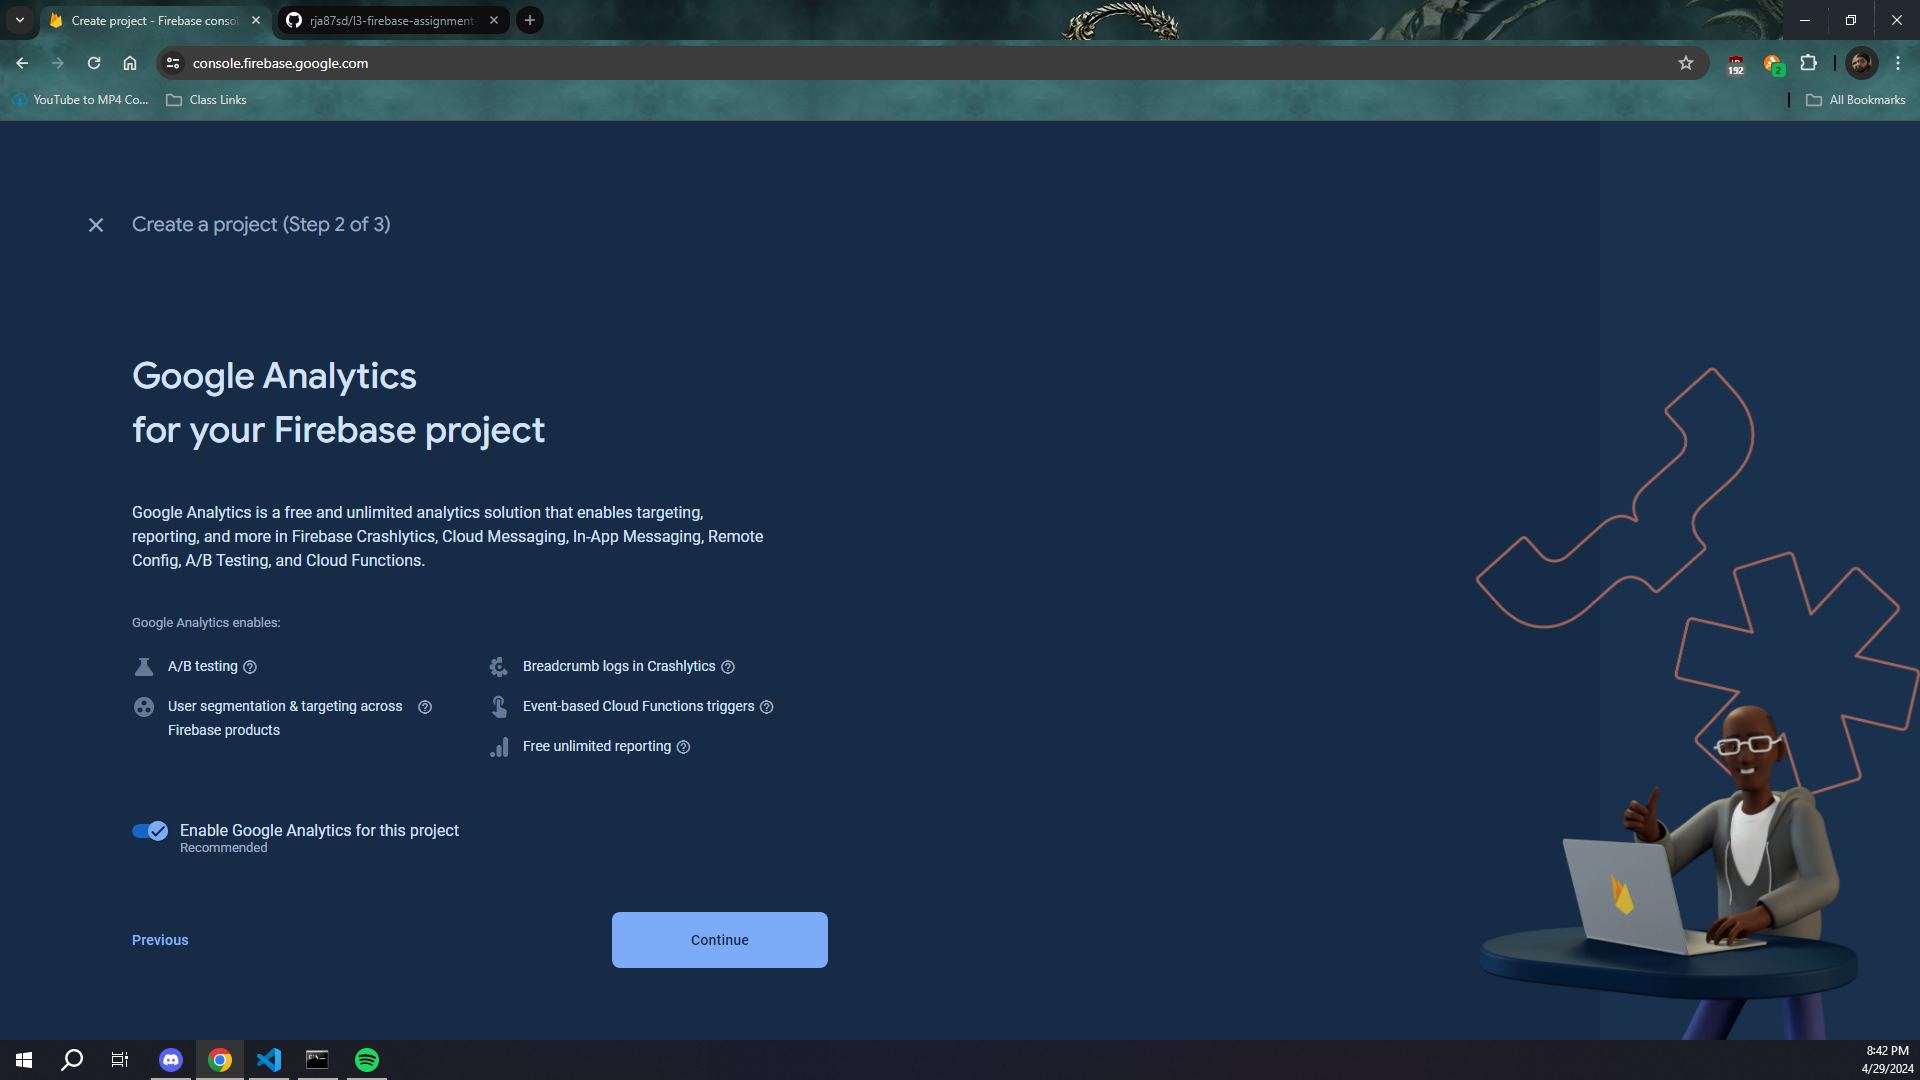 Create project - Firebase conso
rja87sd/l3-firebase-assignment
console.firebase.google.com
192
2
YouTube to MP4 Co...
Class Links
All Bookmarks
Create a project (Step 2 of 3)
Google Analytics
for your Firebase project
Google Analytics is a free and unlimited analytics solution that enables targeting,
reporting, and more in Firebase Crashlytics, Cloud Messaging, In-App Messaging, Remote
Config, A/B Testing, and Cloud Functions.
Google Analytics enables:
A/B testing
Breadcrumb logs in Crashlytics
User segmentation & targeting across
Firebase products
Event-based Cloud Functions triggers
Free unlimited reporting
Enable Google Analytics for this project
Recommended
Previous
Continue
8:42 PM
4/29/2024